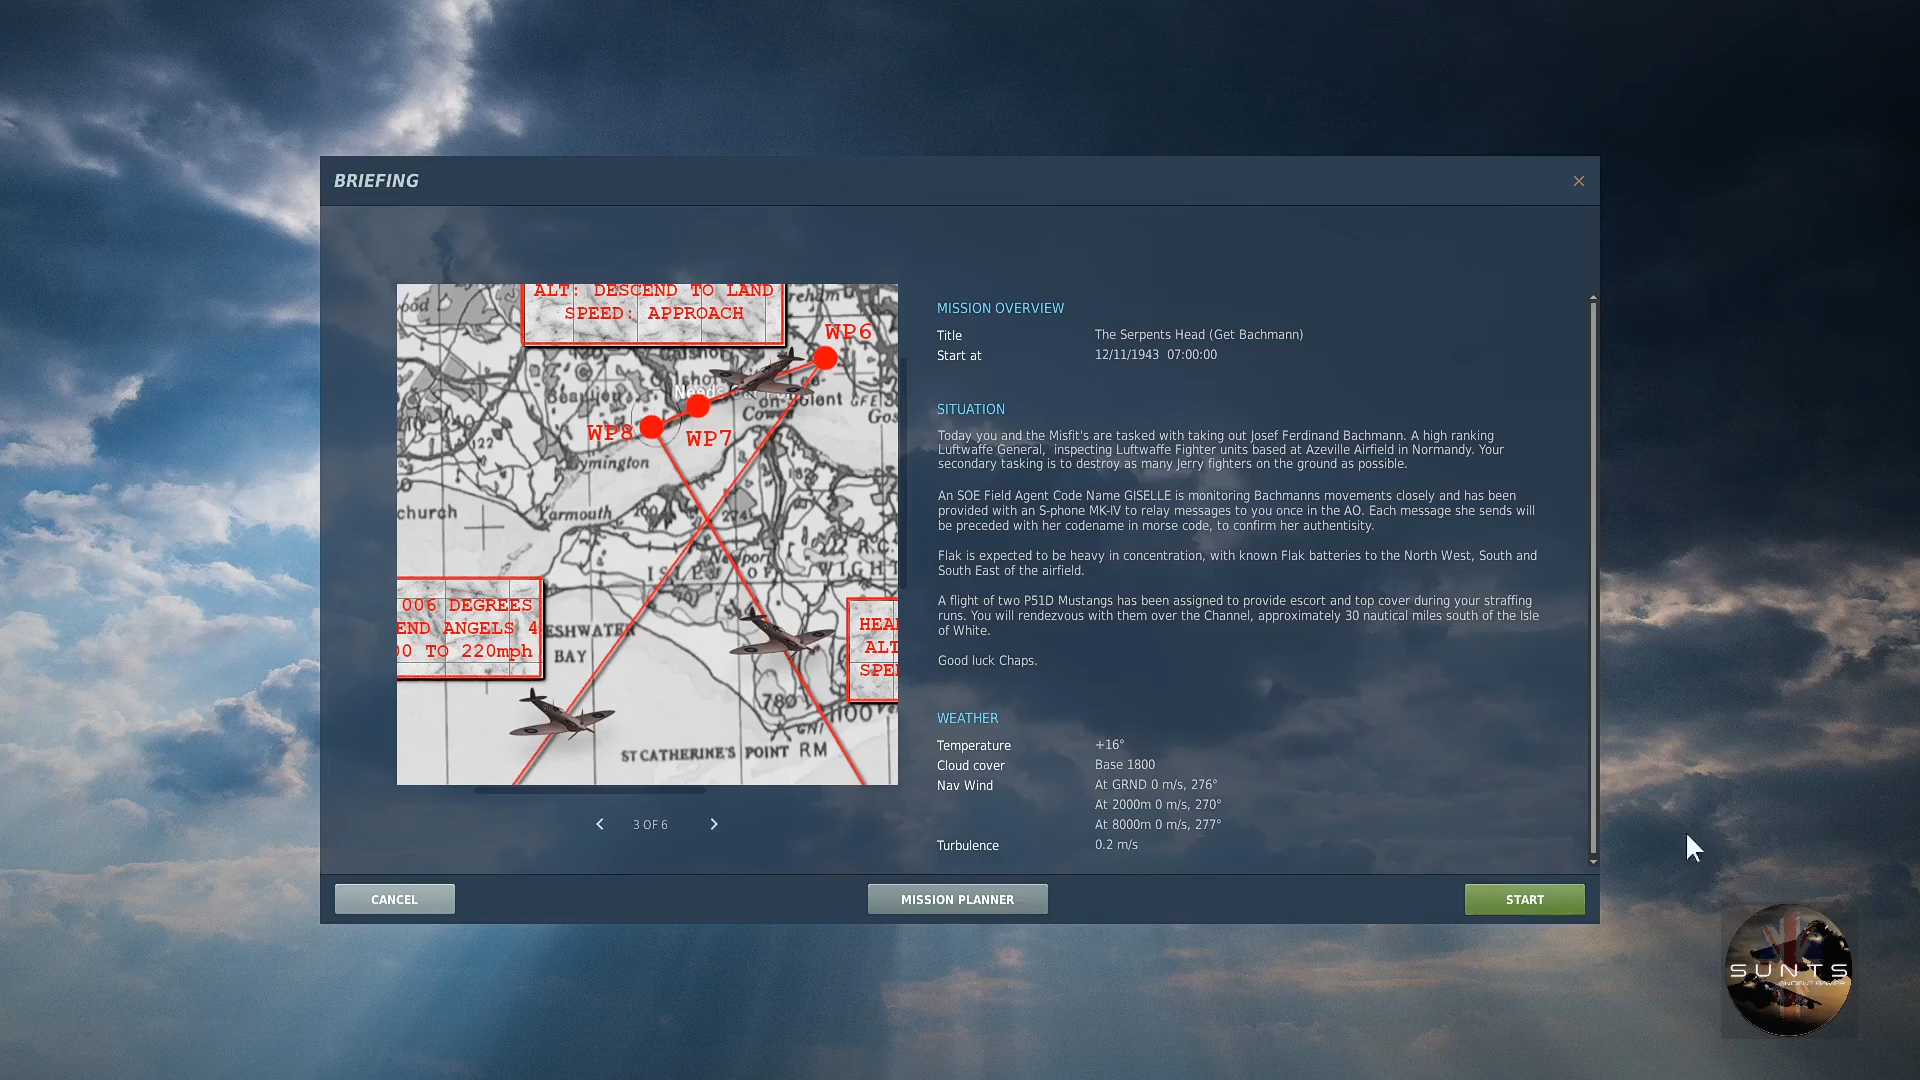 BRIEFING
ALT: DESCEND TO LAND
SPEED: APPROACH
WP6
WP8
WP7
Lymington
Yarmouth
church
ISLE OF WIGHT
006 DEGREES
END ANGELS 4
00 TO 220mph
ESHWATER
BAY
HEA
ALT
SPE
780
ST CATHERINE'S POINT RM
3 OF 6
MISSION OVERVIEW
Title The Serpents Head (Get Bachmann)
Start at 12/11/1943 07:00:00
SITUATION
Today you and the Misfit's are tasked with taking out Josef Ferdinand Bachmann. A high ranking
Luftwaffe General, inspecting Luftwaffe Fighter units based at Azeville Airfield in Normandy. Your
secondary tasking is to destroy as many Jerry fighters on the ground as possible.
An SOE Field Agent Code Name GISELLE is monitoring Bachmanns movements closely and has been
provided with an S-phone MK-IV to relay messages to you once in the AO. Each message she sends will
be preceded with her codename in morse code, to confirm her authentisity.
Flak is expected to be heavy in concentration, with known Flak batteries to the North West, South and
South East of the airfield.
A flight of two P51D Mustangs has been assigned to provide escort and top cover during your straffing
runs. You will rendezvous with them over the Channel, approximately 30 nautical miles south of the Isle
of White.
Good luck Chaps.
WEATHER
Temperature +16°
Cloud cover Base 1800
Nav Wind At GRND 0 m/s, 276°
At 2000m 0 m/s, 270°
At 8000m 0 m/s, 277°
Turbulence 0.2 m/s
CANCEL
MISSION PLANNER
START
SUNTS